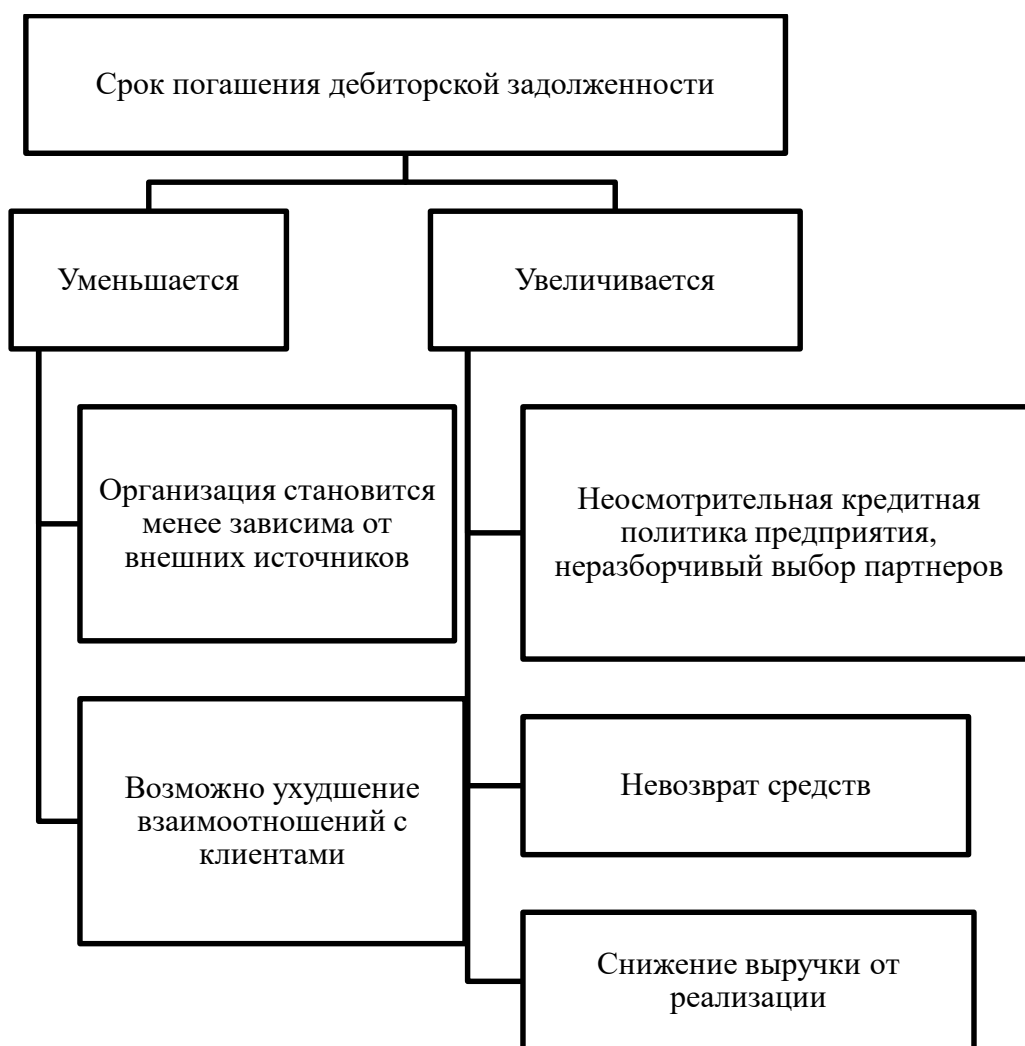 Срок погашения дебиторской задолженности
Уменьшается
Увеличивается
Организация становится
менее зависима от
внешних источников
Возможно ухудшение
взаимоотношений с
клиентами
Неосмотрительная кредитная
политика предприятия,
неразборчивый выбор партнеров
Невозврат средств
Снижение выручки от
реализации